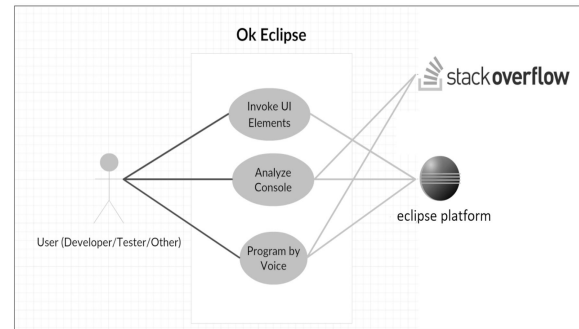 Ok Eclipse
stackoverflow
Invoke UI
Elements
Analyze
Console
eclipse platform
User (Developer/Tester/Other)
Program by
Voice